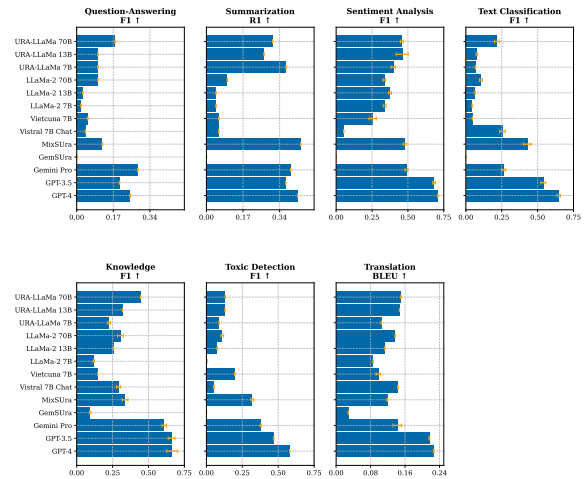 Question-Answering
F1 ↑
Summarization
R1 ↑
Sentiment Analysis
F1 ↑
Text Classification
F1 ↑
URA-LLaMa 70B
URA-LLaMa 13B
URA-LLaMa 7B
LLaMa-2 70B
LLaMa-2 13B
LLaMa-2 7B
Vietcuna 7B
Vistral 7B Chat
MixSUra
GemSUra
Gemini Pro
GPT-3.5
GPT-4
0.00 0.17 0.34
0.00 0.17 0.34
0.00 0.25 0.50 0.75
0.00 0.25 0.50 0.75
Knowledge
F1 ↑
Toxic Detection
F1 ↑
Translation
BLEU ↑
URA-LLaMa 70B
URA-LLaMa 13B
URA-LLaMa 7B
LLaMa-2 70B
LLaMa-2 13B
LLaMa-2 7B
Vietcuna 7B
Vistral 7B Chat
MixSUra
GemSUra
Gemini Pro
GPT-3.5
GPT-4
0.00 0.25 0.50 0.75
0.00 0.25 0.50 0.75
0.00 0.08 0.16 0.24